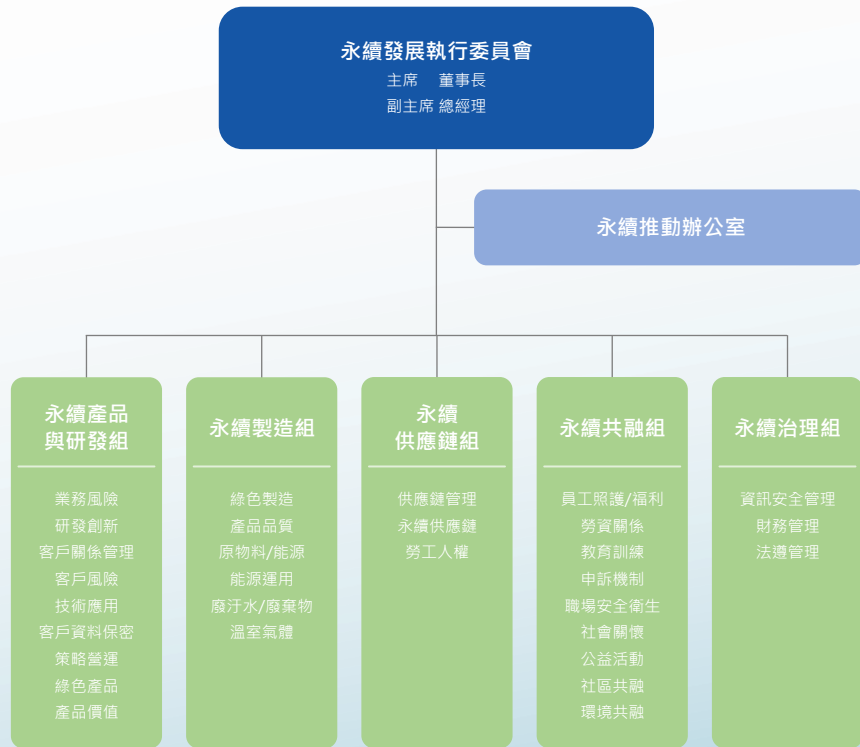 永續發展執行委員會
主席 董事長
副主席 總經理
永續推動辦公室
永續產品
與研發組
業務風險
研發創新
客戶關係管理
客戶風險
技術應用
客戶資料保密
策略營運
綠色產品
產品價值
永續製造組
綠色製造
產品品質
原物料/能源
能源運用
廢汙水/廢棄物
溫室氣體
永續
供應鏈組
供應鏈管理
永續供應鏈
勞工人權
永續共融組
員工照護/福利
勞資關係
教育訓練
申訴機制
職場安全衛生
社會關懷
公益活動
社區共融
環境共融
永續治理組
資訊安全管理
財務管理
法遵管理